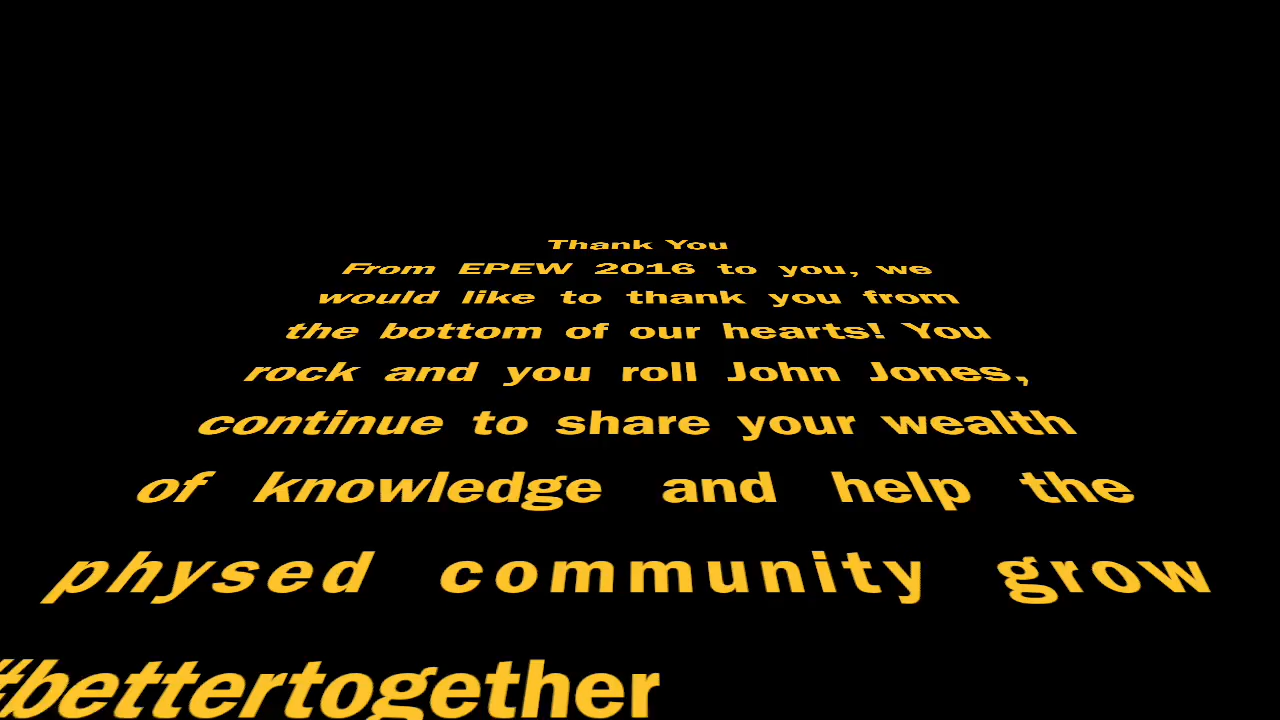 Thank You
From EPEW 2016 to you, we
would like to thank you from
the bottom of our hearts! You
rock and you roll John Jones,
continue to share your wealth
of knowledge and help the
physed community grow
#bettertogether